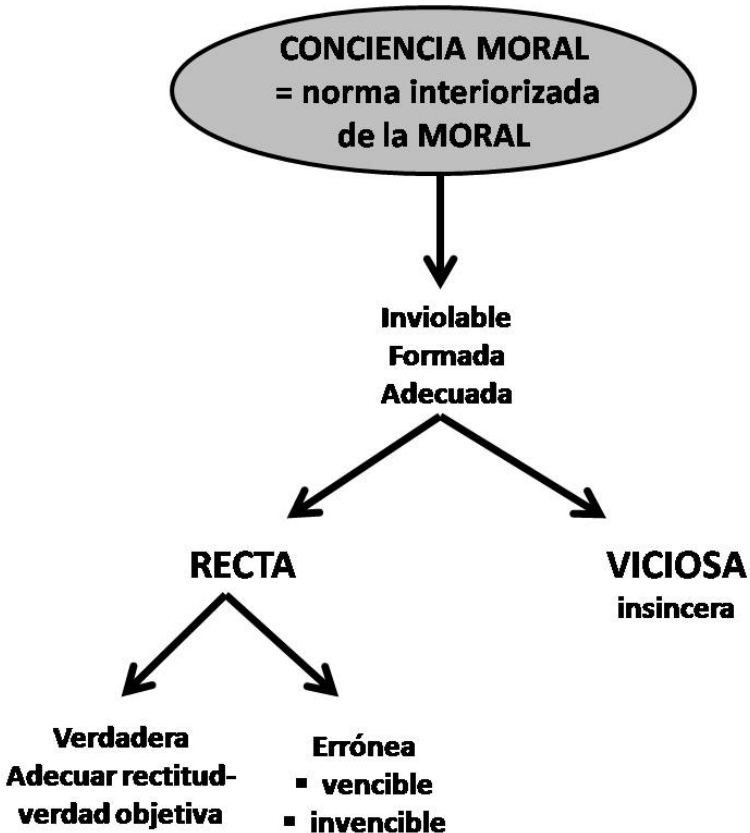 CONCIENCIA MORAL
= norma interiorizada
de la MORAL
Inviolable
Formada
Adecuada
RECTA
VICIOSA
insincera
Verdadera
Adecuar rectitud-
verdad objetiva
Errónea
▪ vencible
▪ invencible